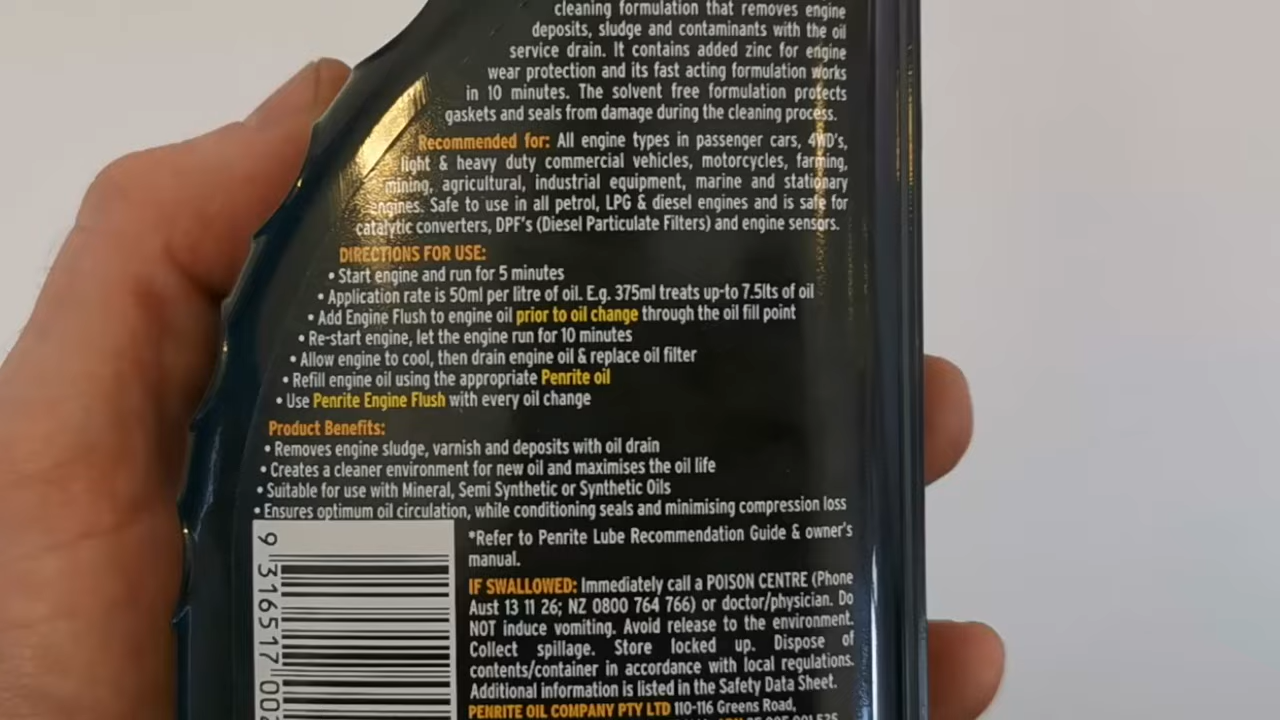 cleaning formulation that removes engine
deposits, sludge and contaminants with the oil
service drain. It contains added zinc for engine
wear protection and its fast acting formulation works
in 10 minutes. The solvent free formulation protects
gaskets and seals from damage during the cleaning process.
Recommended for: All engine types in passenger cars, 4WD's,
light & heavy duty commercial vehicles, motorcycles, farming,
mining, agricultural, industrial equipment, marine and stationary
engines. Safe to use in all petrol, LPG & diesel engines and is safe for
catalytic converters, DPF's (Diesel Particulate Filters) and engine sensors.
DIRECTIONS FOR USE:
• Start engine and run for 5 minutes
• Application rate is 50ml per litre of oil. E.g. 375ml treats up-to 7.5lts of oil
• Add Engine Flush to engine oil prior to oil change through the oil fill point
• Re-start engine, let the engine run for 10 minutes
• Allow engine to cool, then drain engine oil & replace oil filter
• Refill engine oil using the appropriate Penrite oil
• Use Penrite Engine Flush with every oil change
Product Benefits:
• Removes engine sludge, varnish and deposits with oil drain
• Creates a cleaner environment for new oil and maximises the oil life
• Suitable for use with Mineral, Semi Synthetic or Synthetic Oils
• Ensures optimum oil circulation, while conditioning seals and minimising compression loss
*Refer to Penrite Lube Recommendation Guide & owner's
manual.
IF SWALLOWED: Immediately call a POISON CENTRE (Phone
Aust 13 11 26; NZ 0800 764 766) or doctor/physician. Do
NOT induce vomiting. Avoid release to the environment.
Collect spillage. Store locked up. Dispose of
contents/container in accordance with local regulations.
Additional information is listed in the Safety Data Sheet.
PENRITE OIL COMPANY PTY LTD 110-116 Greens Road,
9 316517 00